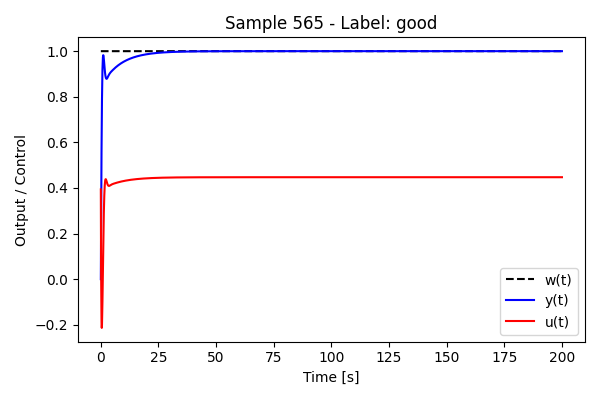 Sample 565 - Label: good
Output / Control
1.0
0.8
0.6
0.4
0.2
0.0
−0.2
0 25 50 75 100 125 150 175 200
Time [s]
w(t)
y(t)
u(t)